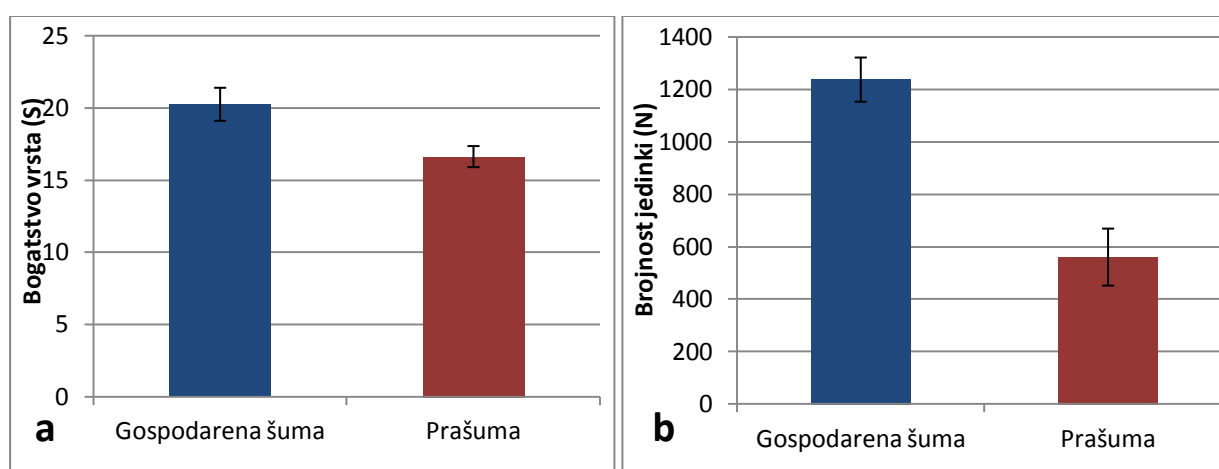 Bogatstvo vrsta (S)
25
20
15
10
5
0
Gospodarena šuma
Prašuma
a
Brojnost jedinki (N)
1400
1200
1000
800
600
400
200
0
Gospodarena šuma
Prašuma
b